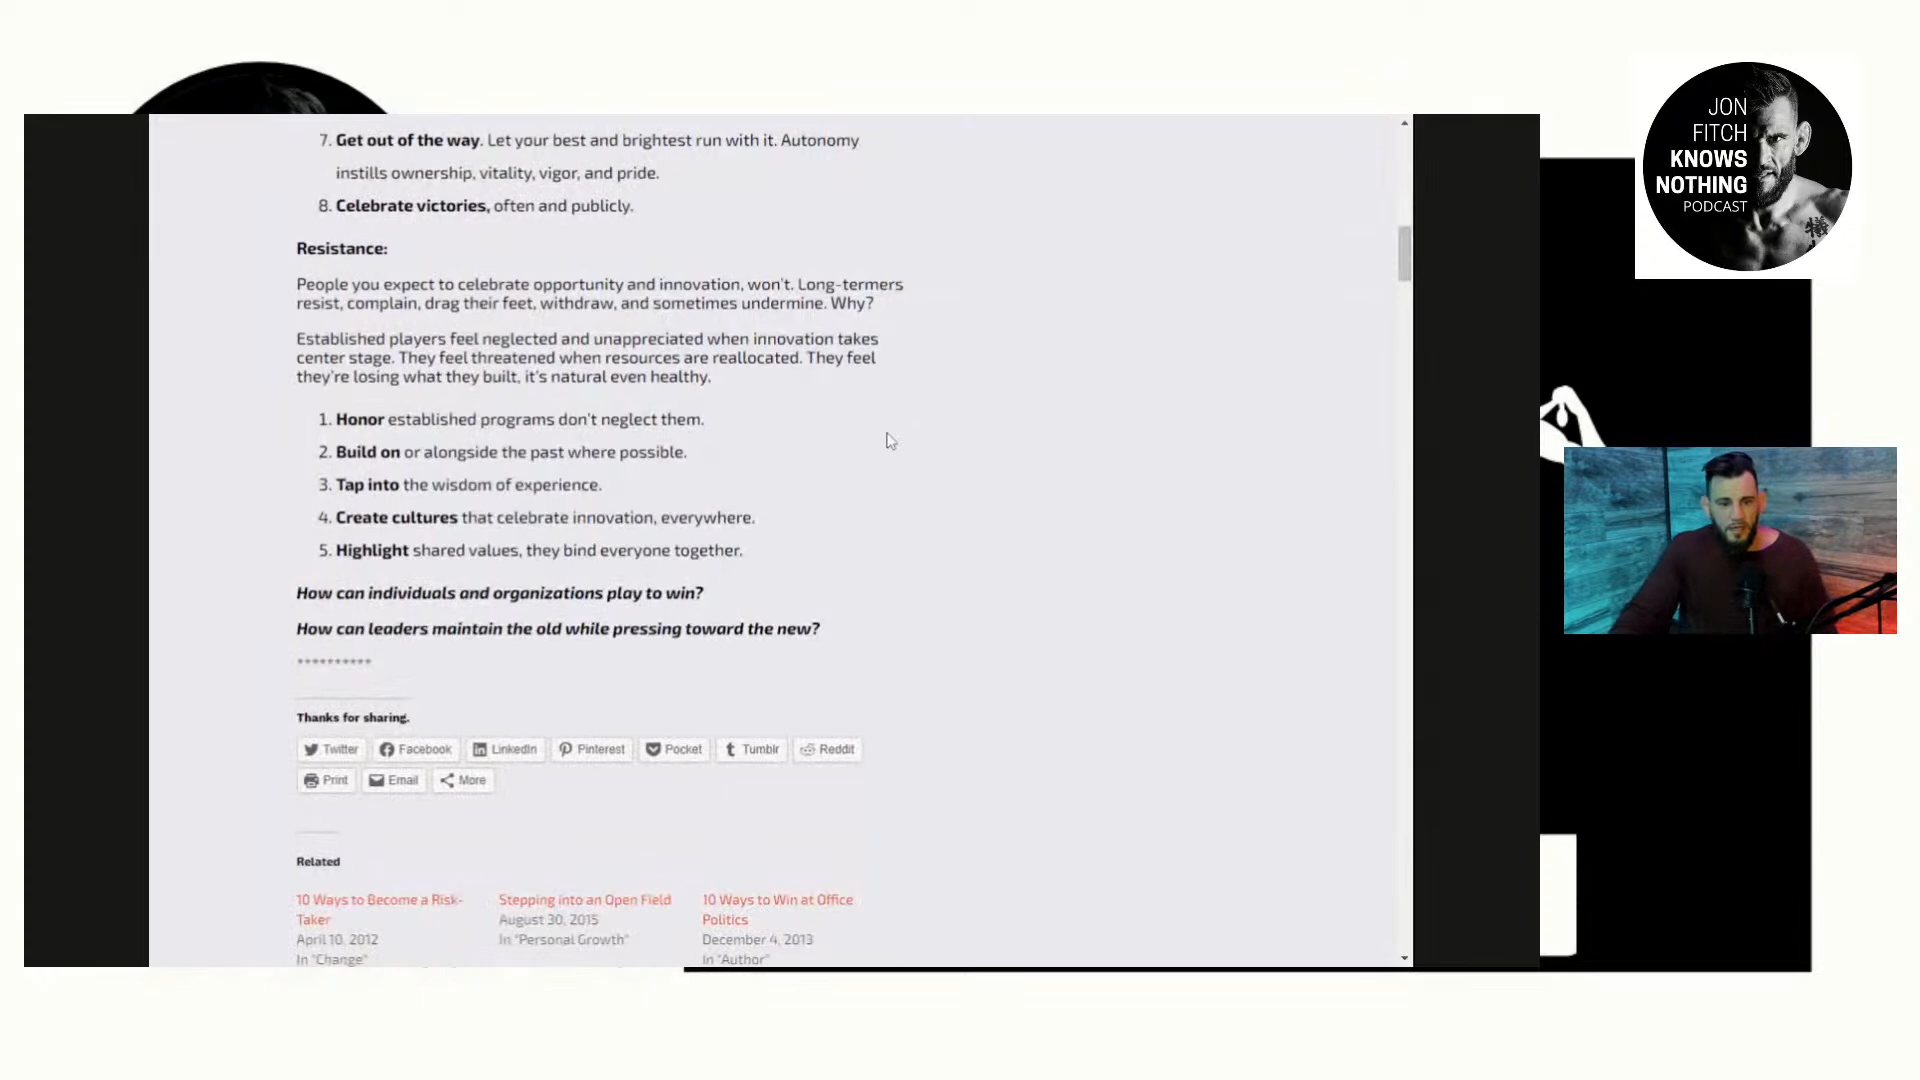 7. Get out of the way. Let your best and brightest run with it. Autonomy
instills ownership, vitality, vigor, and pride.
8. Celebrate victories, often and publicly.
Resistance:
People you expect to celebrate opportunity and innovation, won't. Long-termers
resist, complain, drag their feet, withdraw, and sometimes undermine. Why?
Established players feel neglected and unappreciated when innovation takes
center stage. They feel threatened when resources are reallocated. They feel
they're losing what they built, it's natural even healthy.
1. Honor established programs don't neglect them.
2. Build on or alongside the past where possible.
3. Tap into the wisdom of experience.
4. Create cultures that celebrate innovation, everywhere.
5. Highlight shared values, they bind everyone together.
How can individuals and organizations play to win?
How can leaders maintain the old while pressing toward the new?
**********
Thanks for sharing.
Twitter Facebook LinkedIn Pinterest Pocket Tumblr Reddit
Print Email More
Related
10 Ways to Become a Risk-
Taker
April 10, 2012
In "Change"
Stepping into an Open Field
August 30, 2015
In "Personal Growth"
10 Ways to Win at Office
Politics
December 4, 2013
In "Author"
JON
FITCH
KNOWS
NOTHING
PODCAST